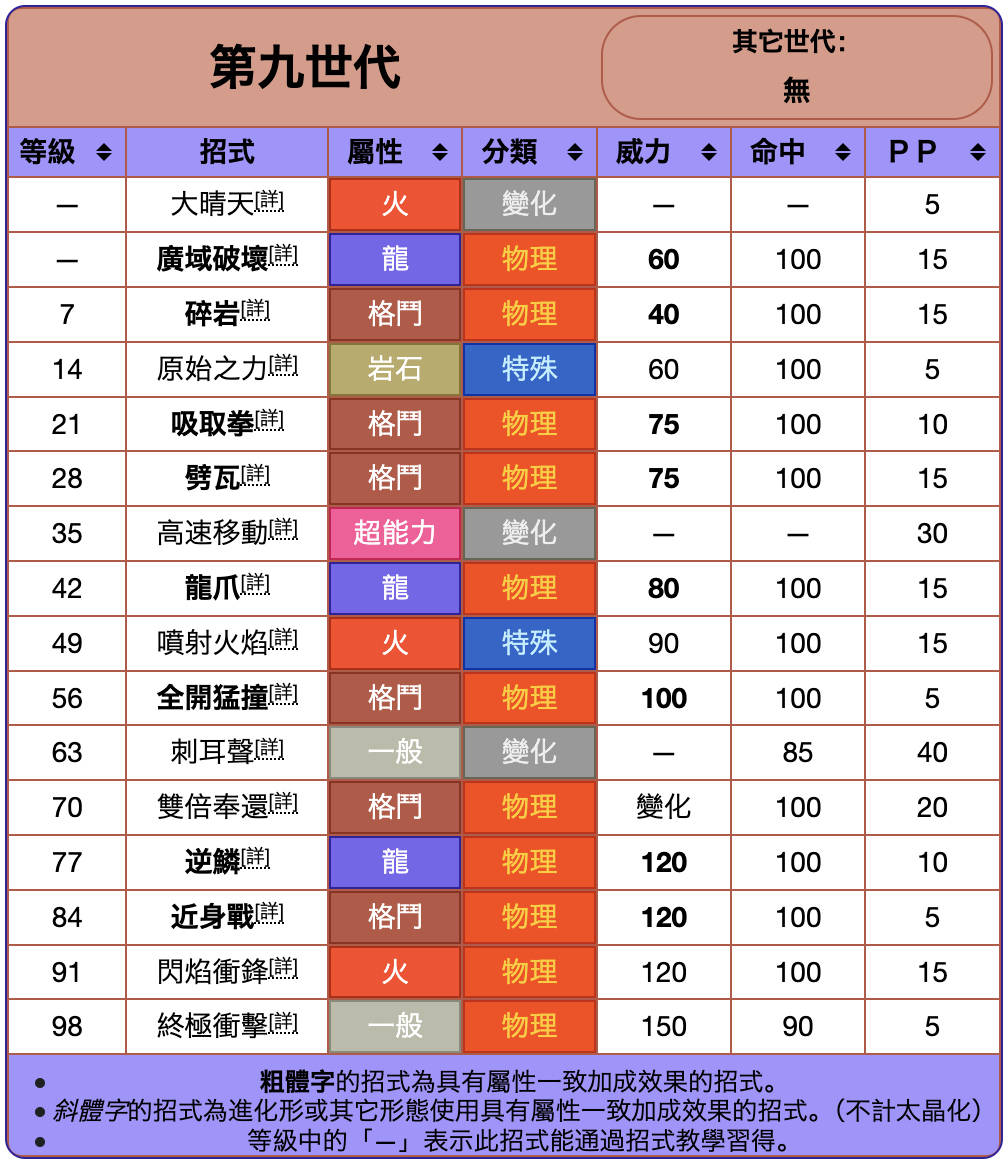 第九世代
其它世代：
無
等級 招式 屬性 分類 威力 命中 ＰＰ
— 大晴天[詳] 火 變化 — — 5
— 廣域破壞[詳] 龍 物理 60 100 15
7 碎岩[詳] 格鬥 物理 40 100 15
14 原始之力[詳] 岩石 特殊 60 100 5
21 吸取拳[詳] 格鬥 物理 75 100 10
28 劈瓦[詳] 格鬥 物理 75 100 15
35 高速移動[詳] 超能力 變化 — — 30
42 龍爪[詳] 龍 物理 80 100 15
49 噴射火焰[詳] 火 特殊 90 100 15
56 全開猛撞[詳] 格鬥 物理 100 100 5
63 刺耳聲[詳] 一般 變化 — 85 40
70 雙倍奉還[詳] 格鬥 物理 變化 100 20
77 逆鱗[詳] 龍 物理 120 100 10
84 近身戰[詳] 格鬥 物理 120 100 5
91 閃焰衝鋒[詳] 火 物理 120 100 15
98 終極衝擊[詳] 一般 物理 150 90 5
• 粗體字的招式為具有屬性一致加成效果的招式。
• 斜體字的招式為進化形或其它形態使用具有屬性一致加成效果的招式。（不計太晶化）
• 等級中的「—」表示此招式能通過招式教學習得。